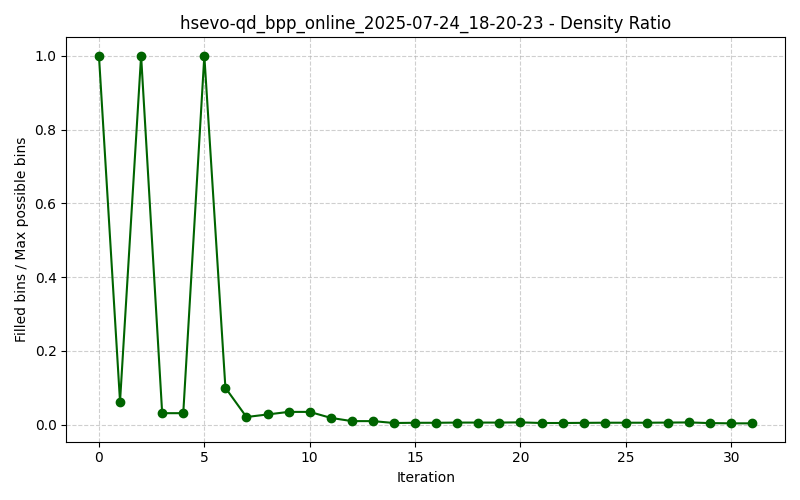 hsevo-qd_bpp_online_2025-07-24_18-20-23 - Density Ratio
Filled bins / Max possible bins
1.0
0.8
0.6
0.4
0.2
0.0
0 5 10 15 20 25 30
Iteration